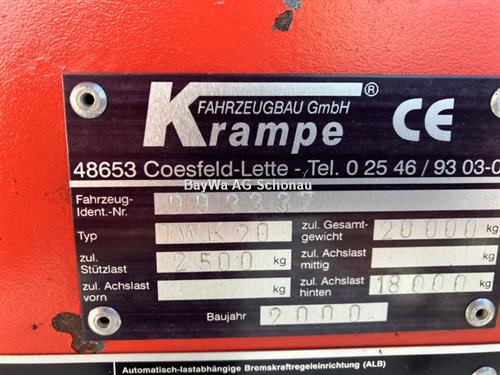 Krampe ®
FAHRZEUGBAU GmbH
CE
48653 Coesfeld-Lette - Tel. 0 25 46 / 93 03-0
BayWa AG Schönau
Fahrzeug-
Ident.-Nr. 993337
Typ TWK 20
zul. Gesamt-
gewicht 20000 kg
zul.
Stützlast 2500 kg
zul. Achslast
mittig kg
zul. Achslast
vorn kg
zul. Achslast
hinten 18000 kg
Baujahr 2000
Automatisch-lastabhängige Bremskraftregeleinrichtung (ALB)